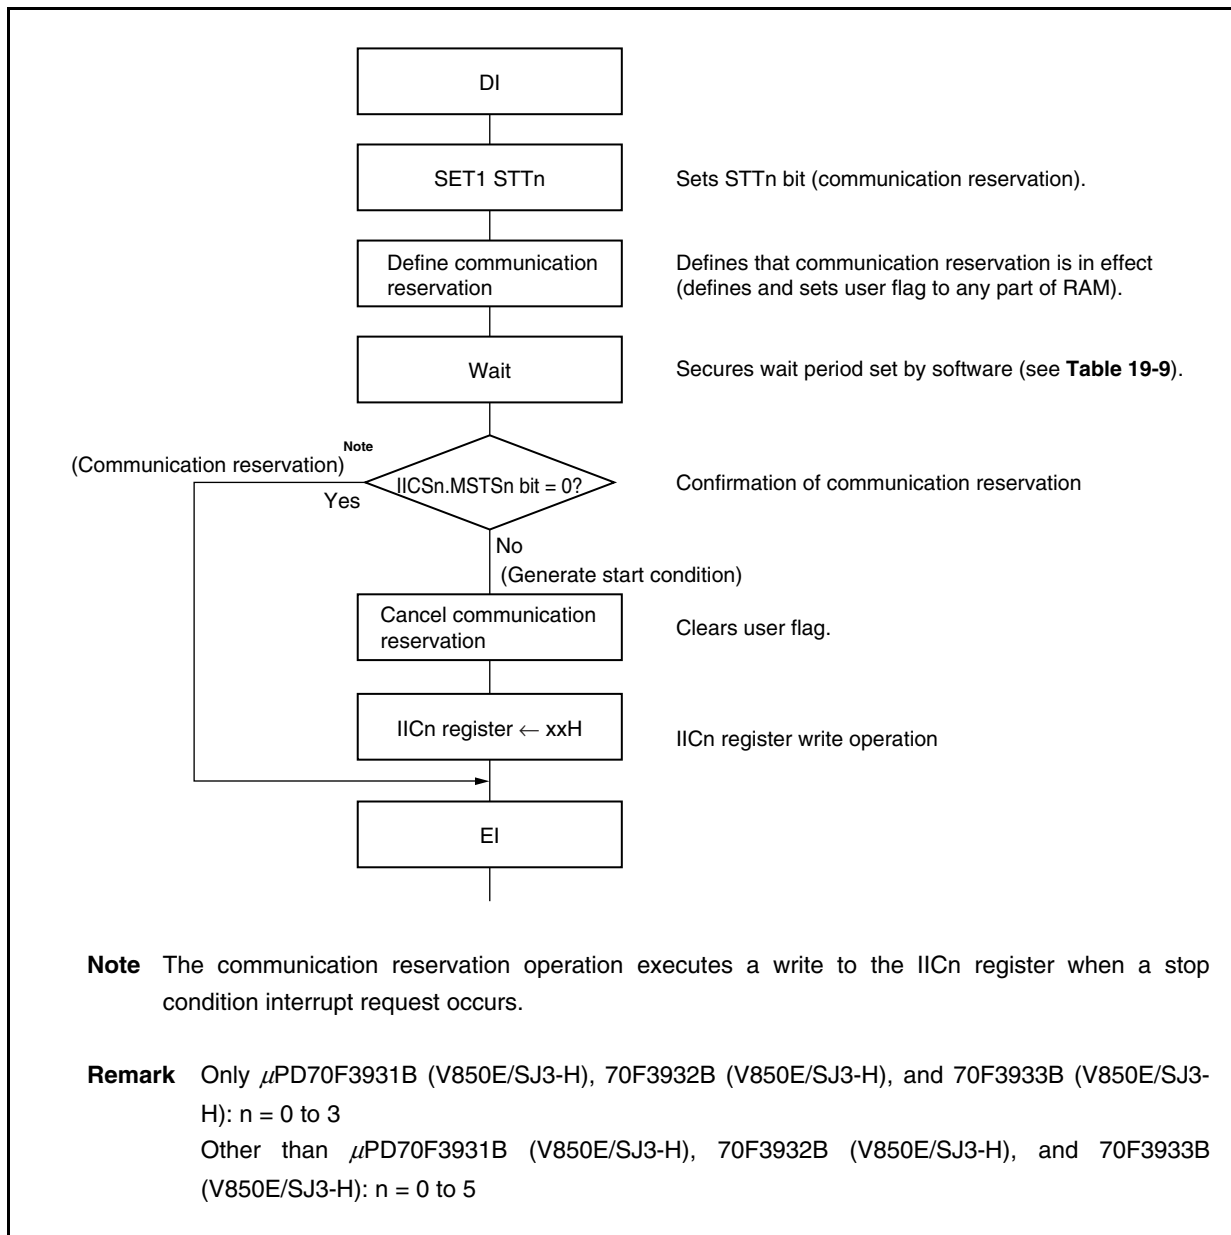 DI
SET1 STTn
Sets STTn bit (communication reservation).
Define communication
reservation
Defines that communication reservation is in effect
(defines and sets user flag to any part of RAM).
Wait
Secures wait period set by software (see Table 19-9).
(Communication reservation)Note
IICSn.MSTSn bit = 0?
Confirmation of communication reservation
Yes
No
(Generate start condition)
Cancel communication
reservation
Clears user flag.
IICn register ← xxH
IICn register write operation
EI
Note The communication reservation operation executes a write to the IICn register when a stop
condition interrupt request occurs.
Remark Only μPD70F3931B (V850E/SJ3-H), 70F3932B (V850E/SJ3-H), and 70F3933B (V850E/SJ3-
H): n = 0 to 3
Other than μPD70F3931B (V850E/SJ3-H), 70F3932B (V850E/SJ3-H), and 70F3933B
(V850E/SJ3-H): n = 0 to 5